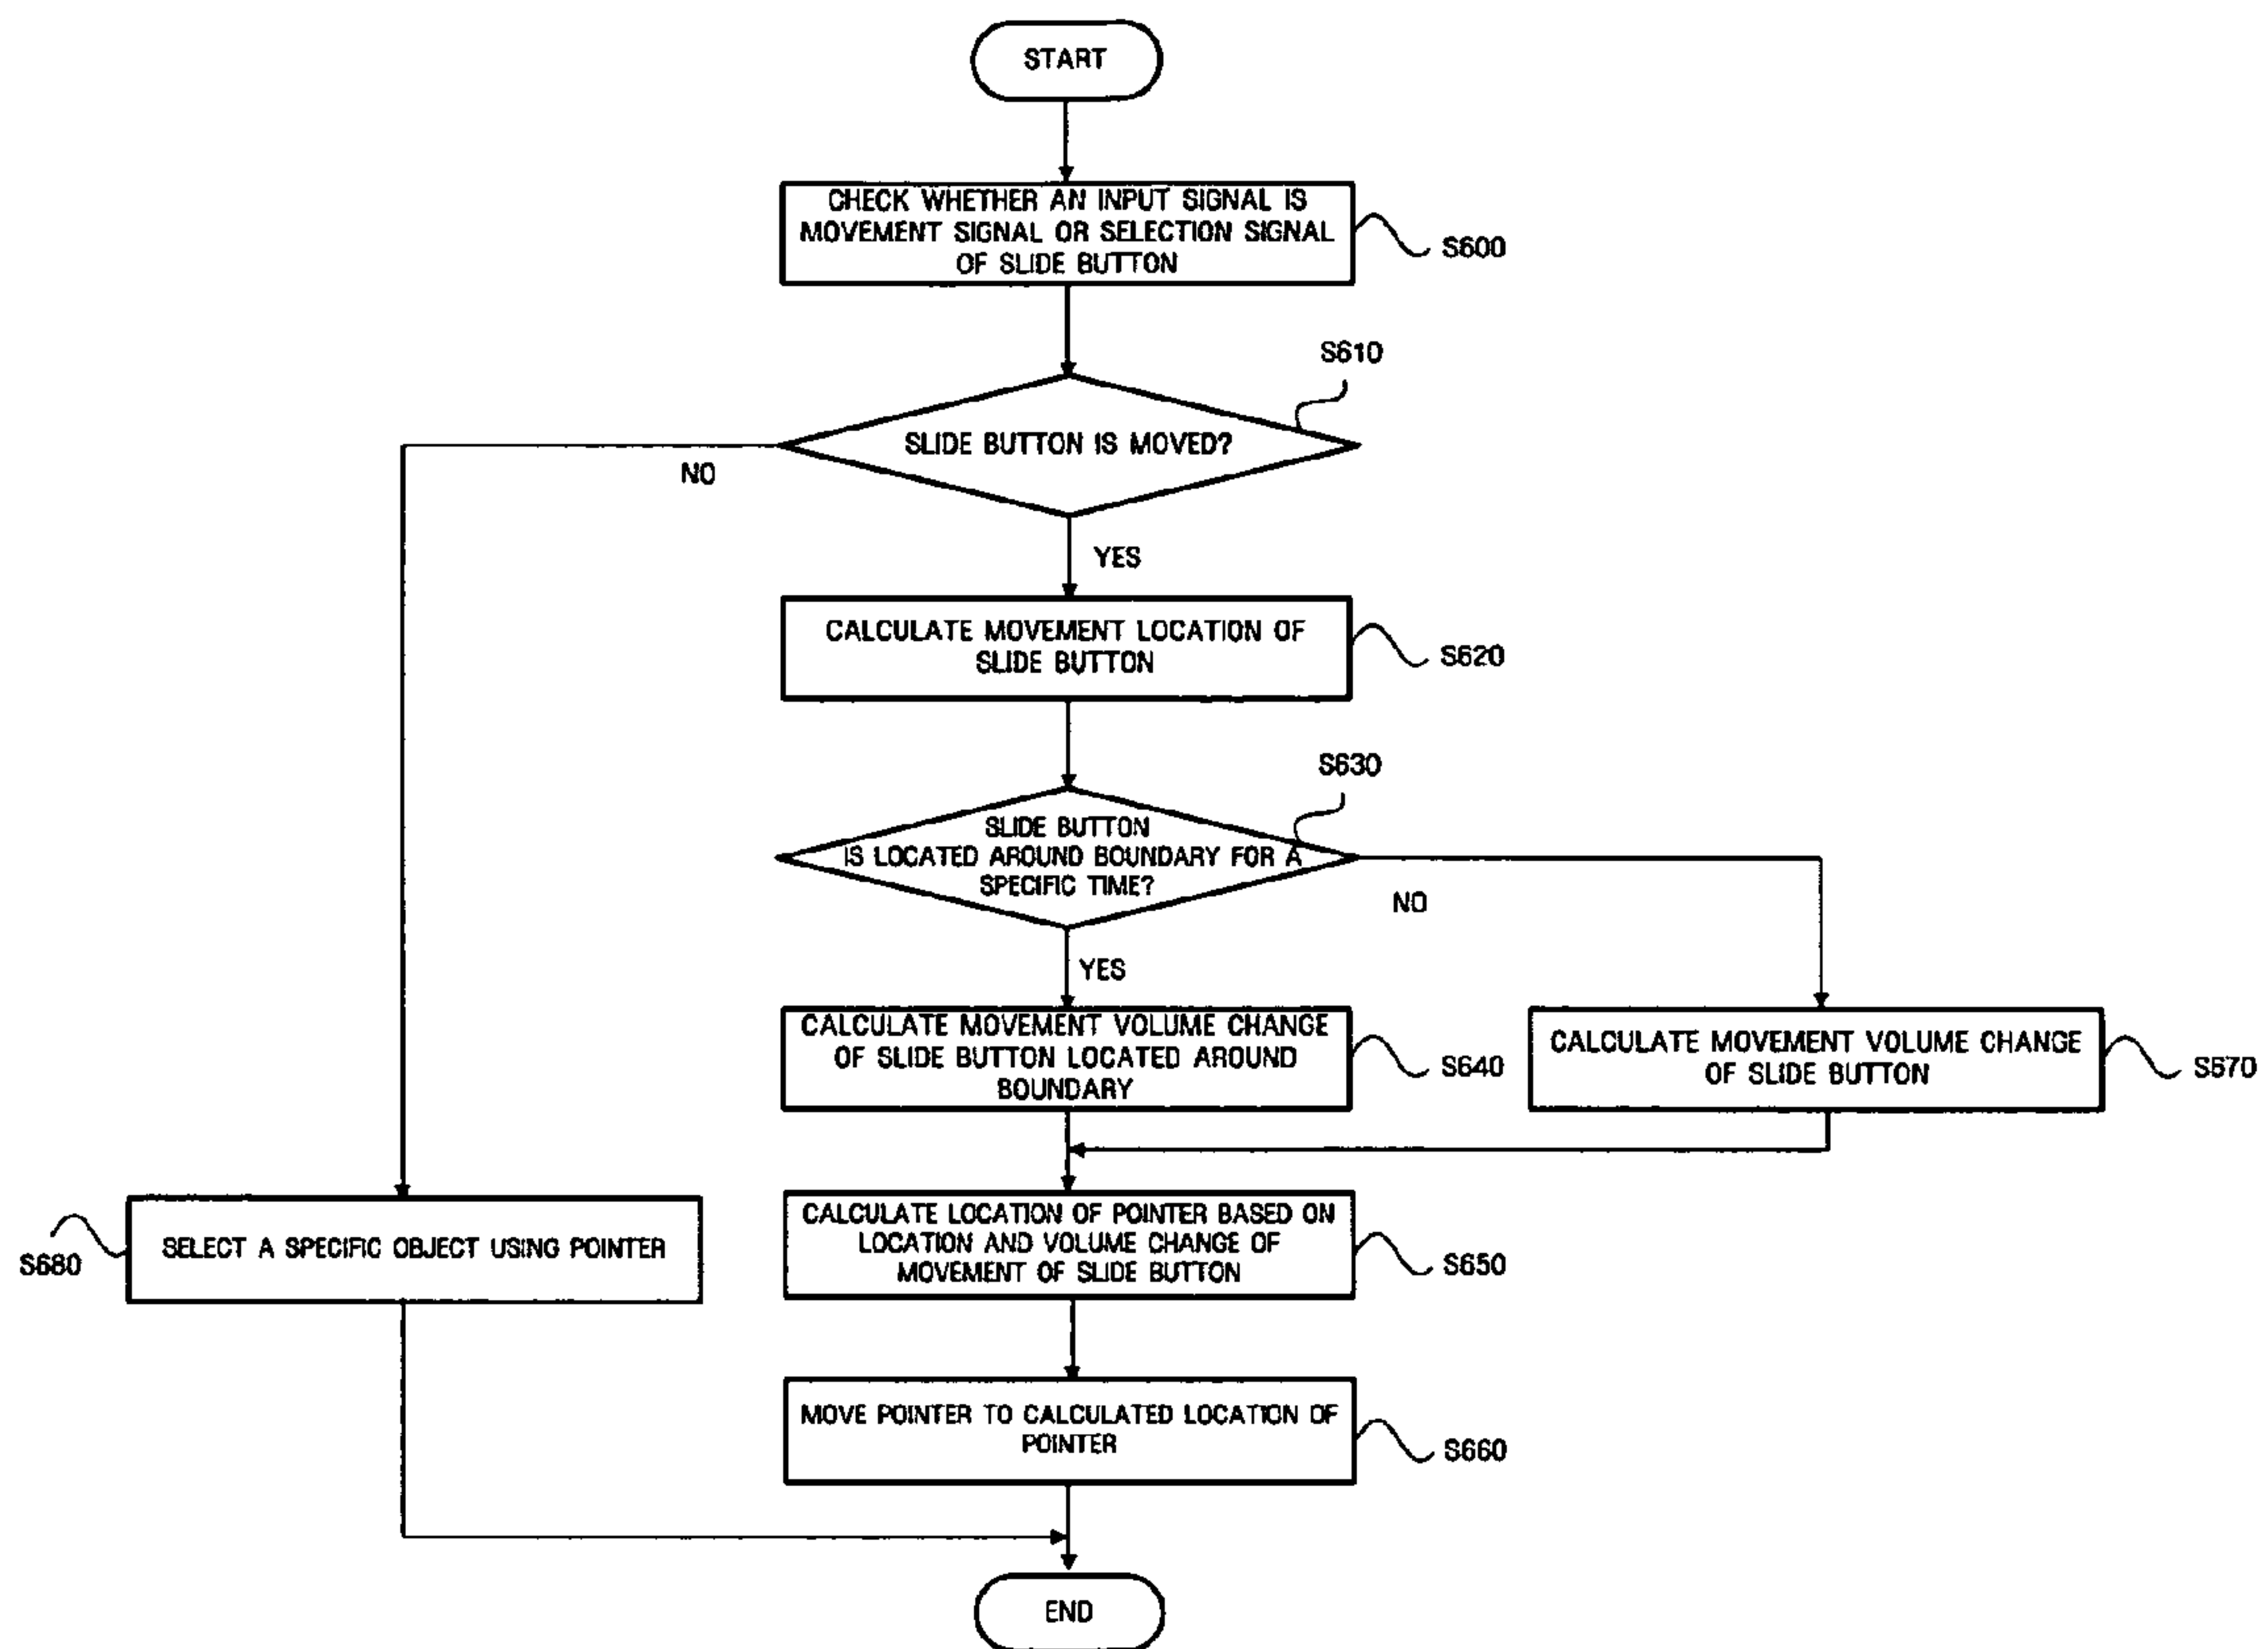 START
CHECK WHETHER AN INPUT SIGNAL IS
MOVEMENT SIGNAL OR SELECTION SIGNAL
OF SLIDE BUTTON
S600
S610
SLIDE BUTTON IS MOVED?
NO
YES
CALCULATE MOVEMENT LOCATION OF
SLIDE BUTTON
S620
S630
SLIDE BUTTON
IS LOCATED AROUND BOUNDARY FOR A
SPECIFIC TIME?
NO
YES
CALCULATE MOVEMENT VOLUME CHANGE
OF SLIDE BUTTON LOCATED AROUND
BOUNDARY
S640
CALCULATE MOVEMENT VOLUME CHANGE
OF SLIDE BUTTON
S670
CALCULATE LOCATION OF POINTER BASED ON
LOCATION AND VOLUME CHANGE OF
MOVEMENT OF SLIDE BUTTON
S650
SELECT A SPECIFIC OBJECT USING POINTER
S680
MOVE POINTER TO CALCULATED LOCATION OF
POINTER
S660
END